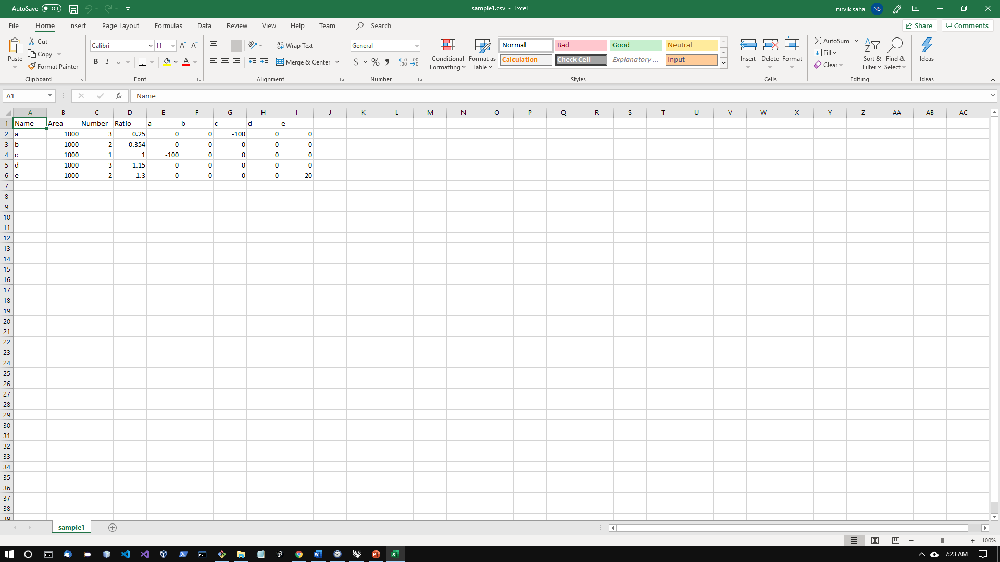 AutoSave Off
sample1.csv - Excel
nirvik saha NS
File Home Insert Page Layout Formulas Data Review View Help Team Search
Share Comments
Paste
Cut
Copy
Format Painter
Clipboard
Calibri 11
B I U
Font
Wrap Text
Merge & Center
Alignment
General
$ % 
Number
Conditional Formatting
Format as Table
Normal Bad Good Neutral
Calculation Check Cell Explanatory ... Input
Styles
Insert Delete Format
Cells
AutoSum
Fill
Clear
Sort & Filter
Find & Select
Editing
Ideas
Ideas
A1 fx Name
A B C D E F G H I J K L M N O P Q R S T U V W X Y Z AA AB AC
1 Name Area Number Ratio a b c d e
2 a 1000 3 0.25 0 0 -100 0 0
3 b 1000 2 0.354 0 0 0 0 0
4 c 1000 1 1 -100 0 0 0 0
5 d 1000 3 1.15 0 0 0 0 0
6 e 1000 2 1.3 0 0 0 0 20
7
8
9
10
11
12
13
14
15
16
17
18
19
20
21
22
23
24
25
26
27
28
29
30
31
32
33
34
35
36
37
38
39
sample1
100%
7:23 AM